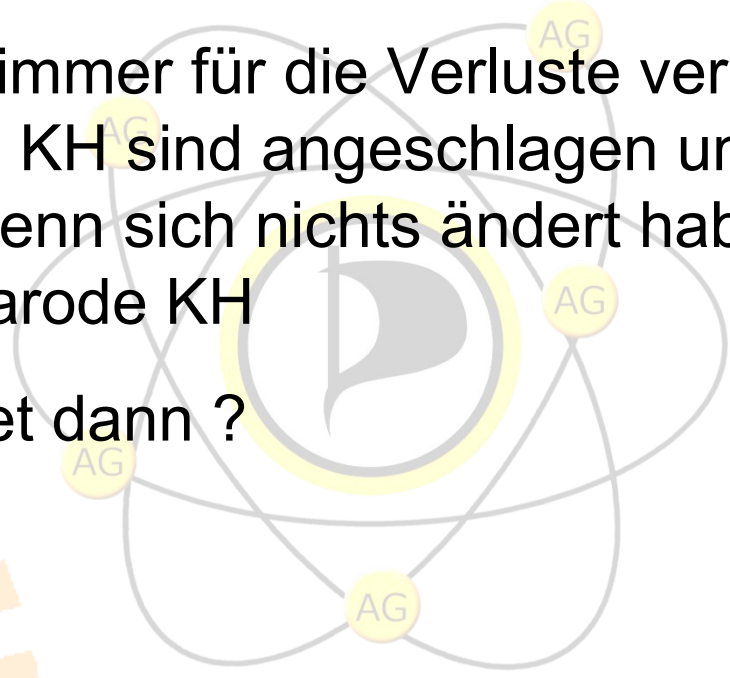 AG
immer für die Verluste ver
AG
KH sind angeschlagen un
enn sich nichts ändert hab
AG
arode KH
et dann ?
AG
AG